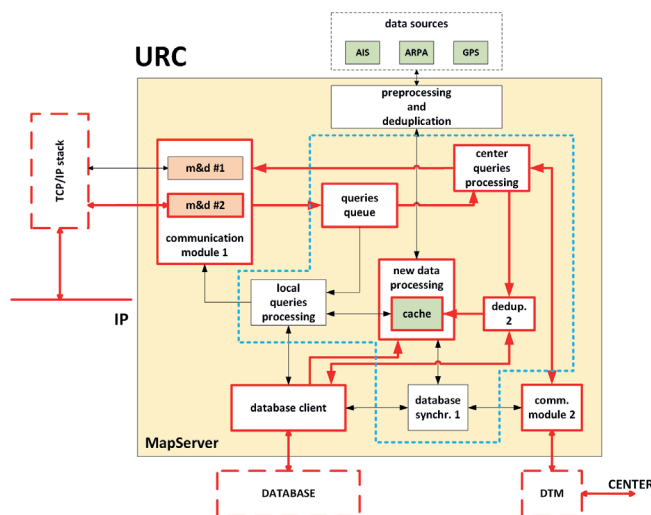 data sources
AIS
ARPA
GPS
URC
preprocessing
and
deduplication
TCP/IP stack
m&d #1
m&d #2
communication
module 1
queries
queue
center
queries
processing
new data
processing
cache
local
queries
processing
dedup.
2
IP
database client
database
synchr. 1
comm.
module 2
MapServer
DATABASE
DTM
CENTER